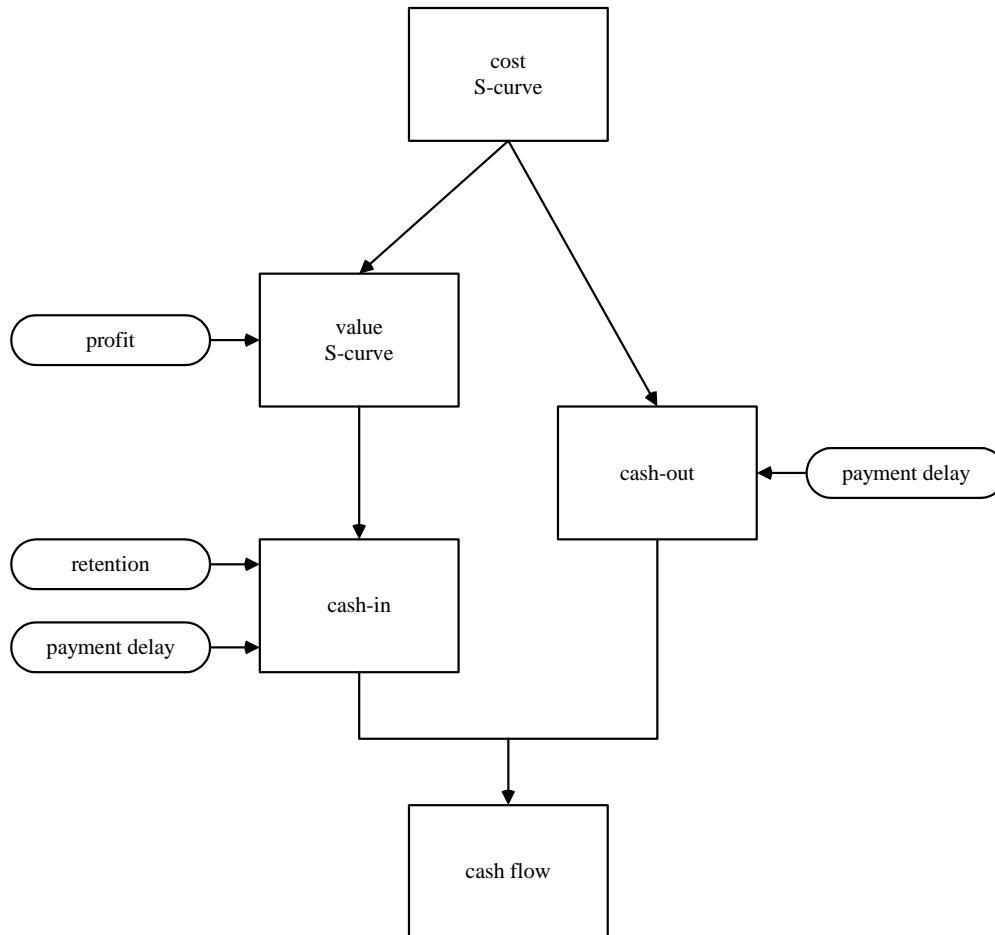 cost
S-curve
profit
value
S-curve
cash-out
payment delay
retention
cash-in
payment delay
cash flow